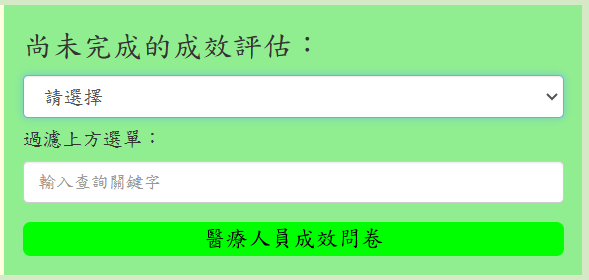 尚未完成的成效評估：
請選擇
過濾上方選單：
輸入查詢關鍵字
醫療人員成效問卷